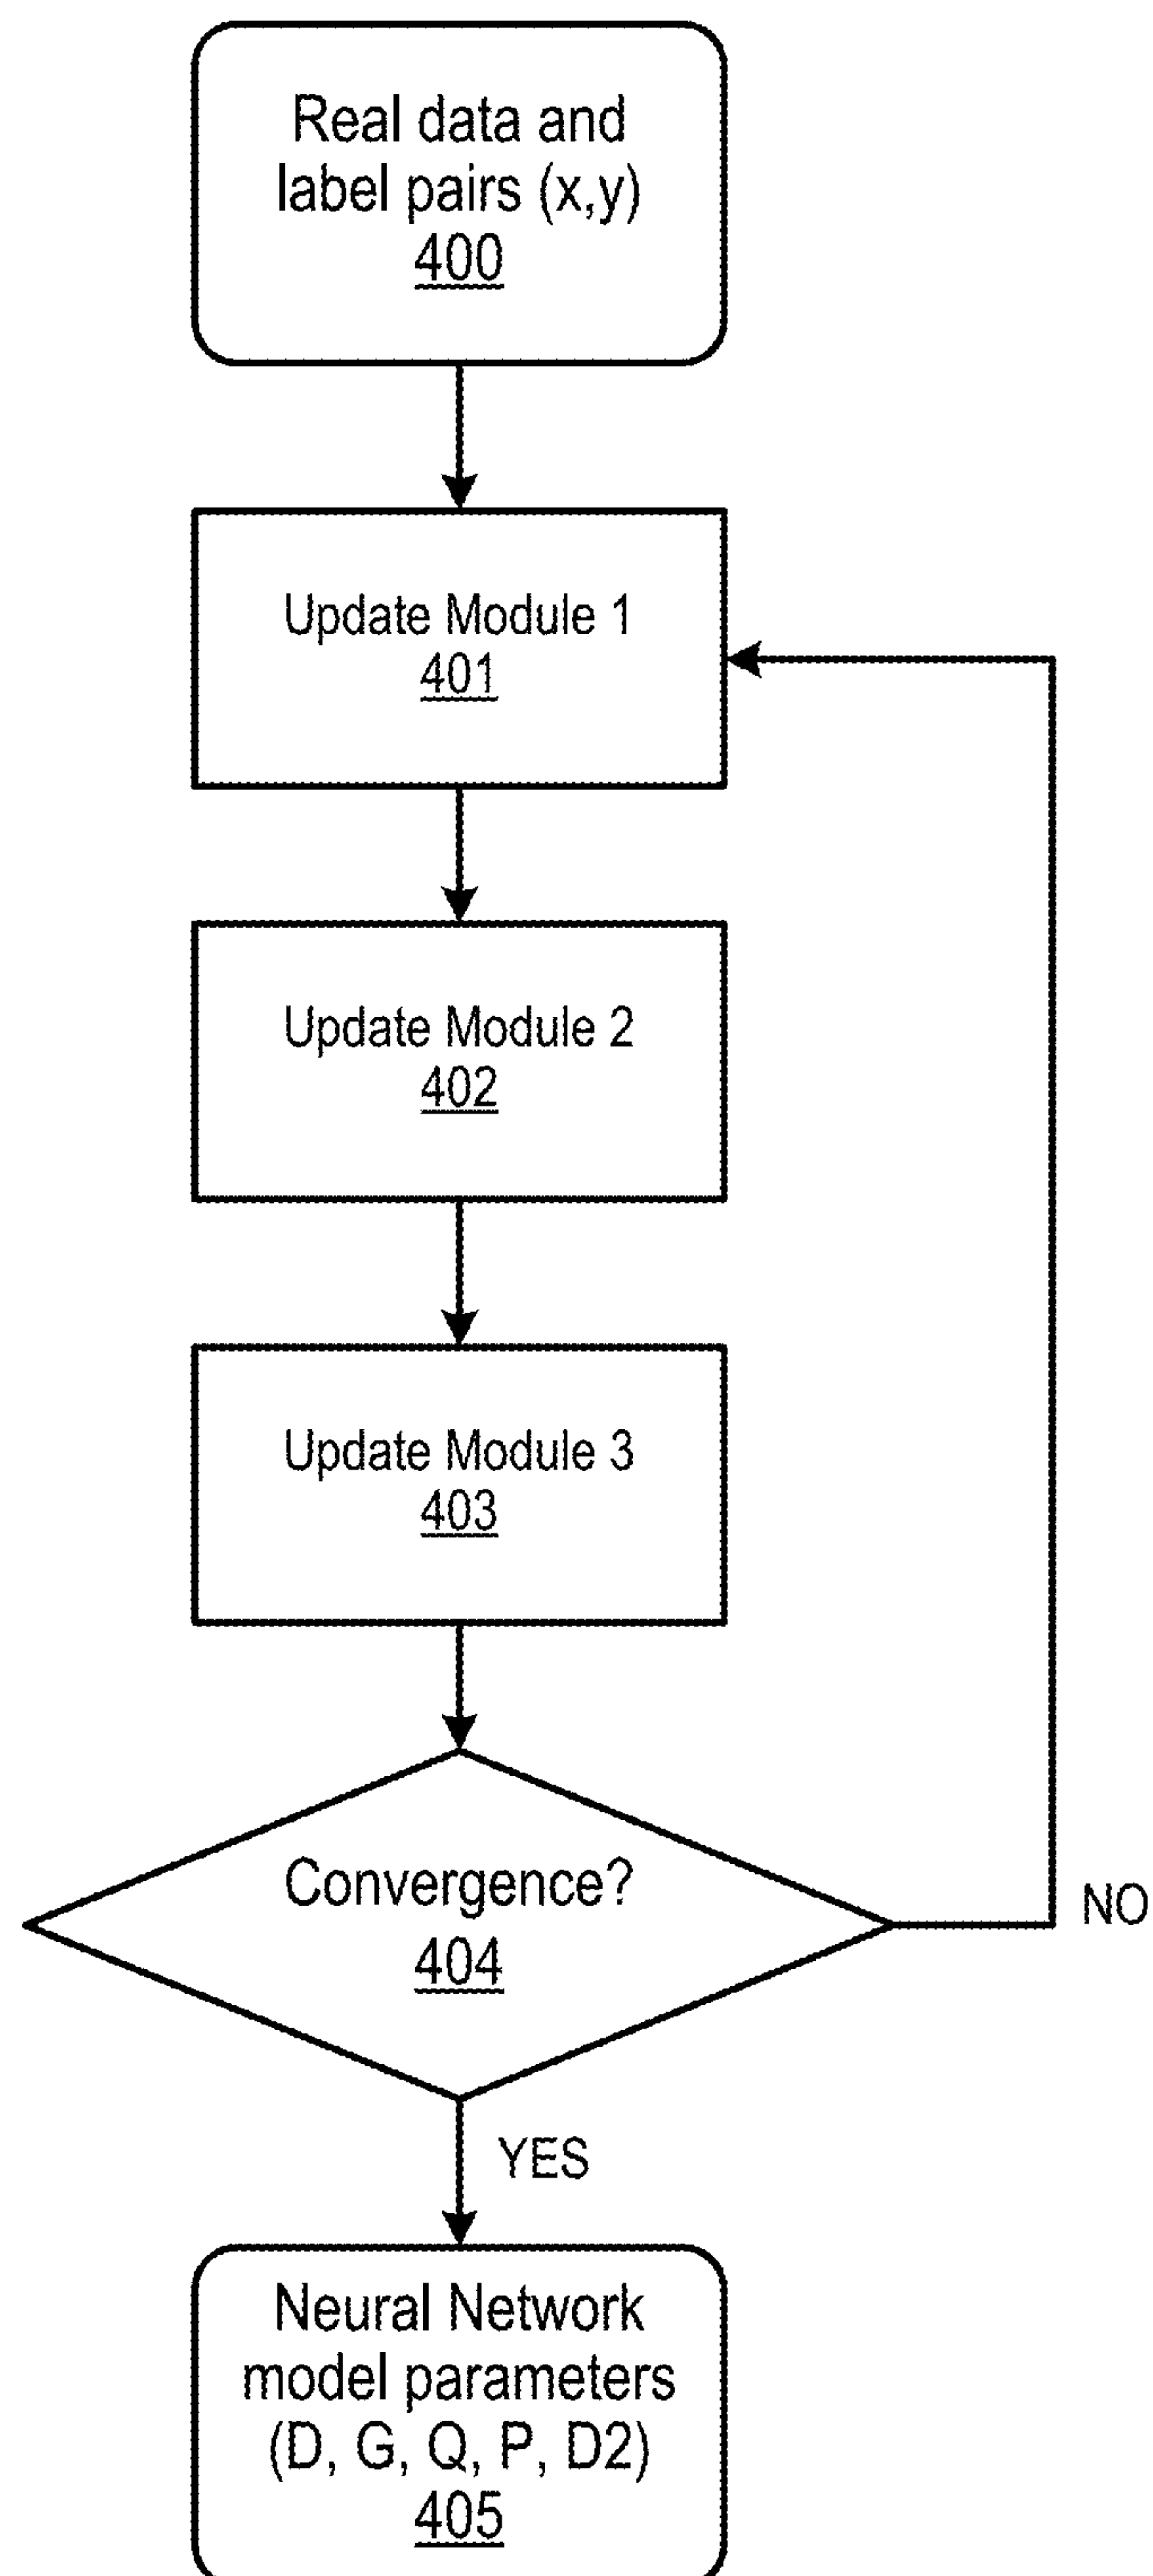 Real data and
label pairs (x,y)
400
Update Module 1
401
Update Module 2
402
Update Module 3
403
Convergence?
404
NO
YES
Neural Network
model parameters
(D, G, Q, P, D2)
405